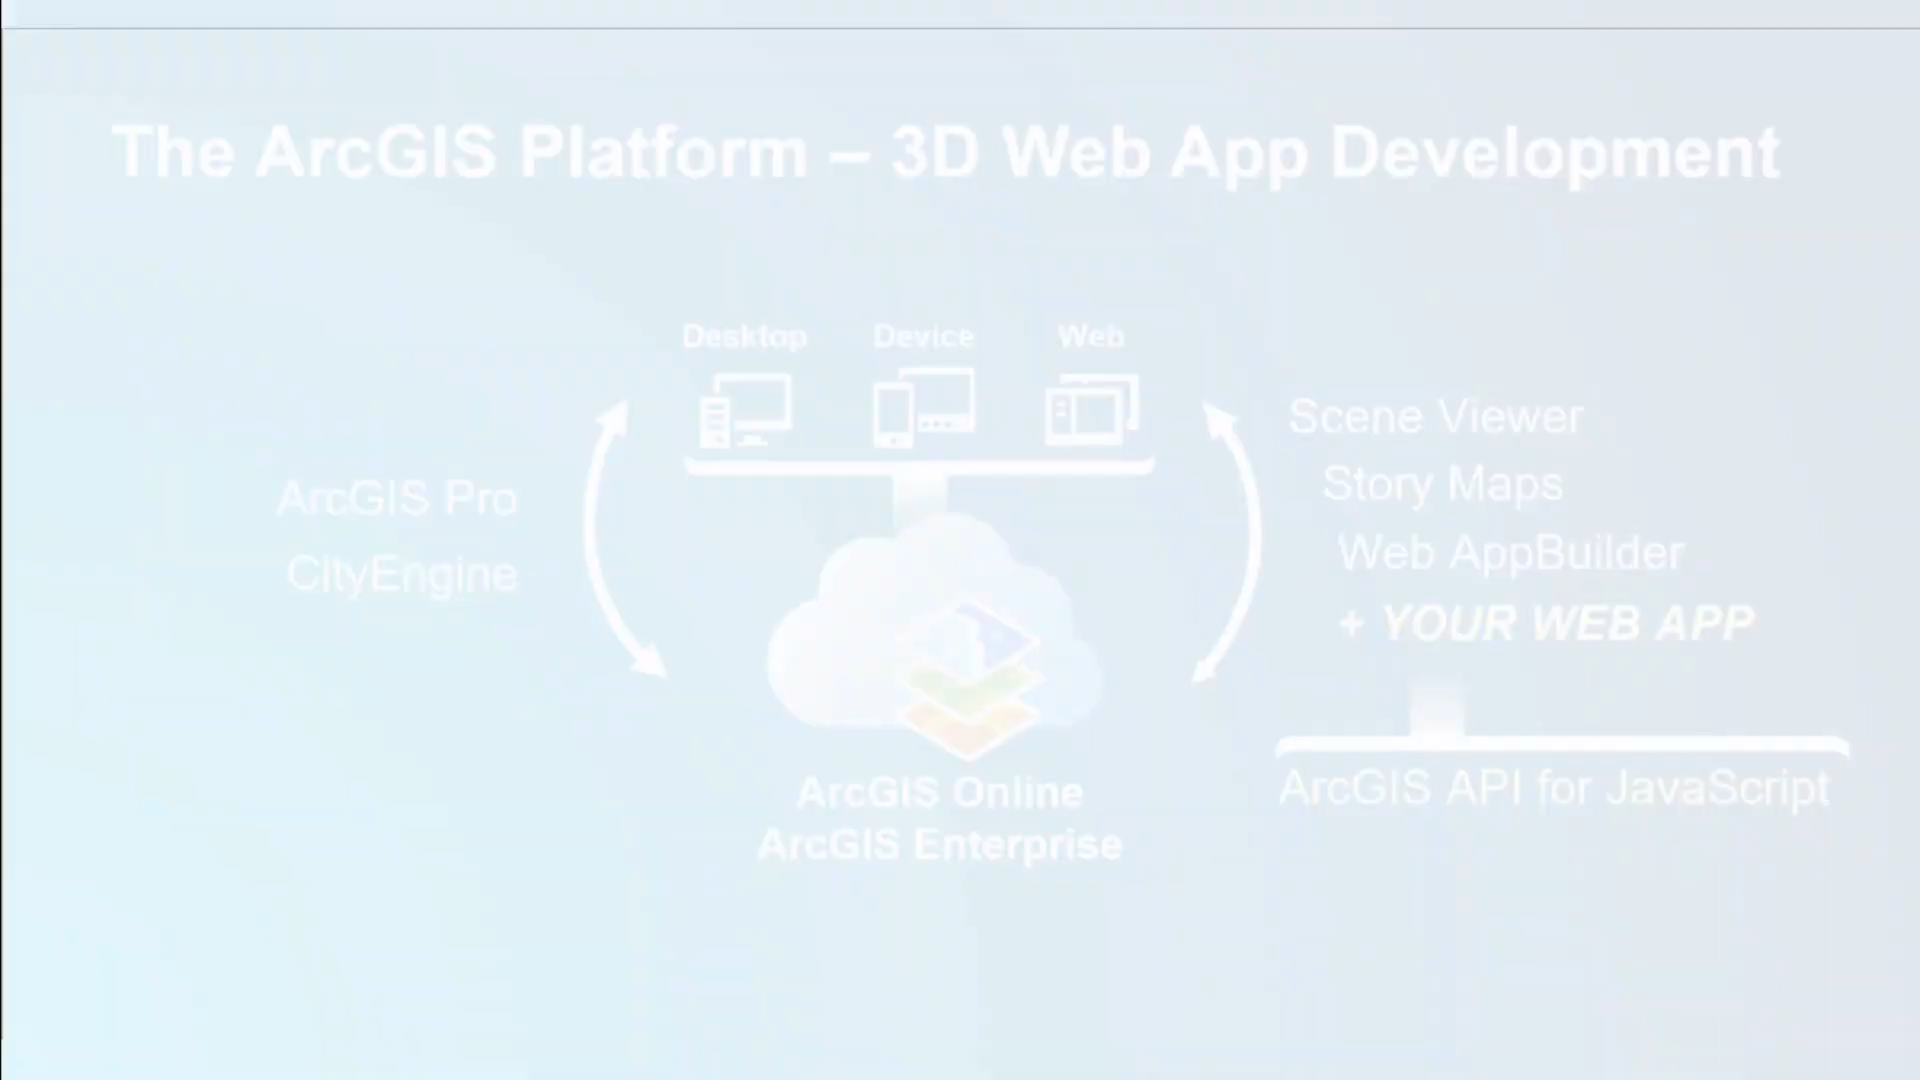 The ArcGIS Platform – 3D Web App Development
Desktop Device Web
ArcGIS Pro
CityEngine
Scene Viewer
Story Maps
Web AppBuilder
+ YOUR WEB APP
ArcGIS API for JavaScript
ArcGIS Online
ArcGIS Enterprise